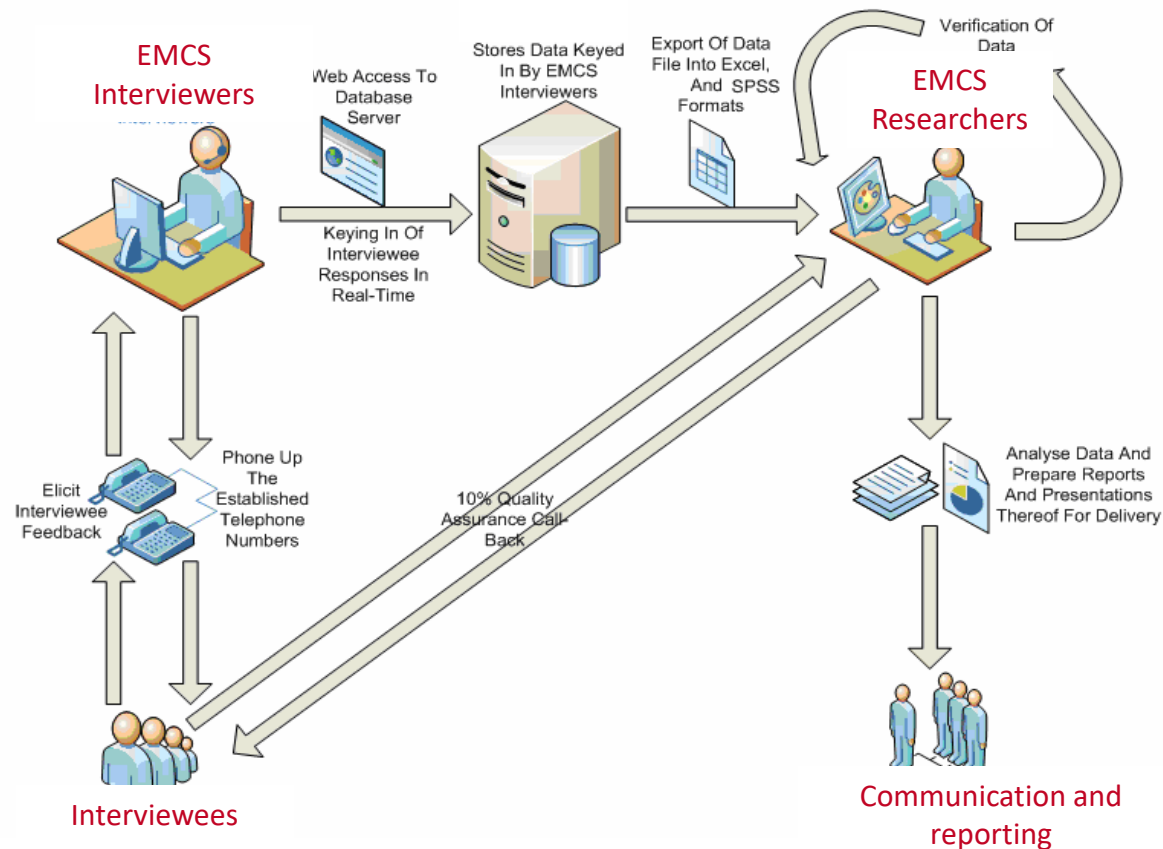 EMCS
Interviewers
Web Access To
Database
Server
Keying In Of
Interviewee
Responses In
Real-Time
Stores Data Keyed
In By EMCS
Interviewers
Export Of Data
File Into Excel,
And SPSS
Formats
Verification Of
Data
EMCS
Researchers
Elicit
Interviewee
Feedback
Phone Up
The
Established
Telephone
Numbers
10% Quality
Assurance Call-
Back
Analyse Data And
Prepare Reports
And Presentations
Thereof For Delivery
Interviewees
Communication and
reporting